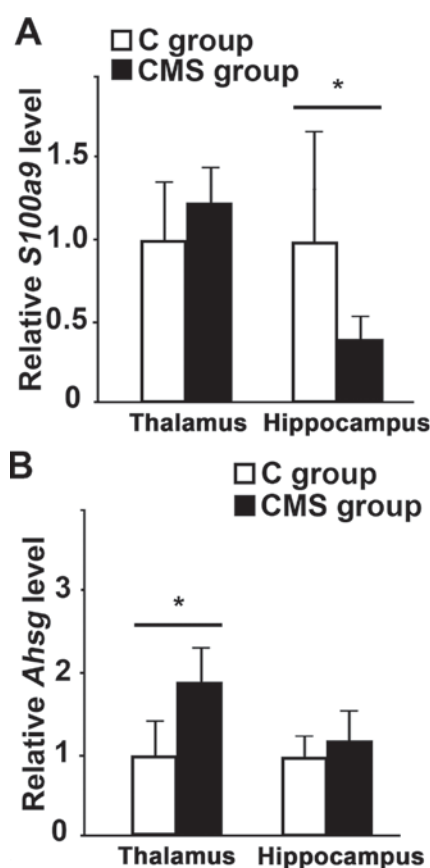 A
C group
CMS group
*
Relative S100a9 level
1.5
1.0
0.5
0
Thalamus Hippocampus
B
C group
CMS group
Relative Ahsg level
3
*
2
1
0
Thalamus Hippocampus